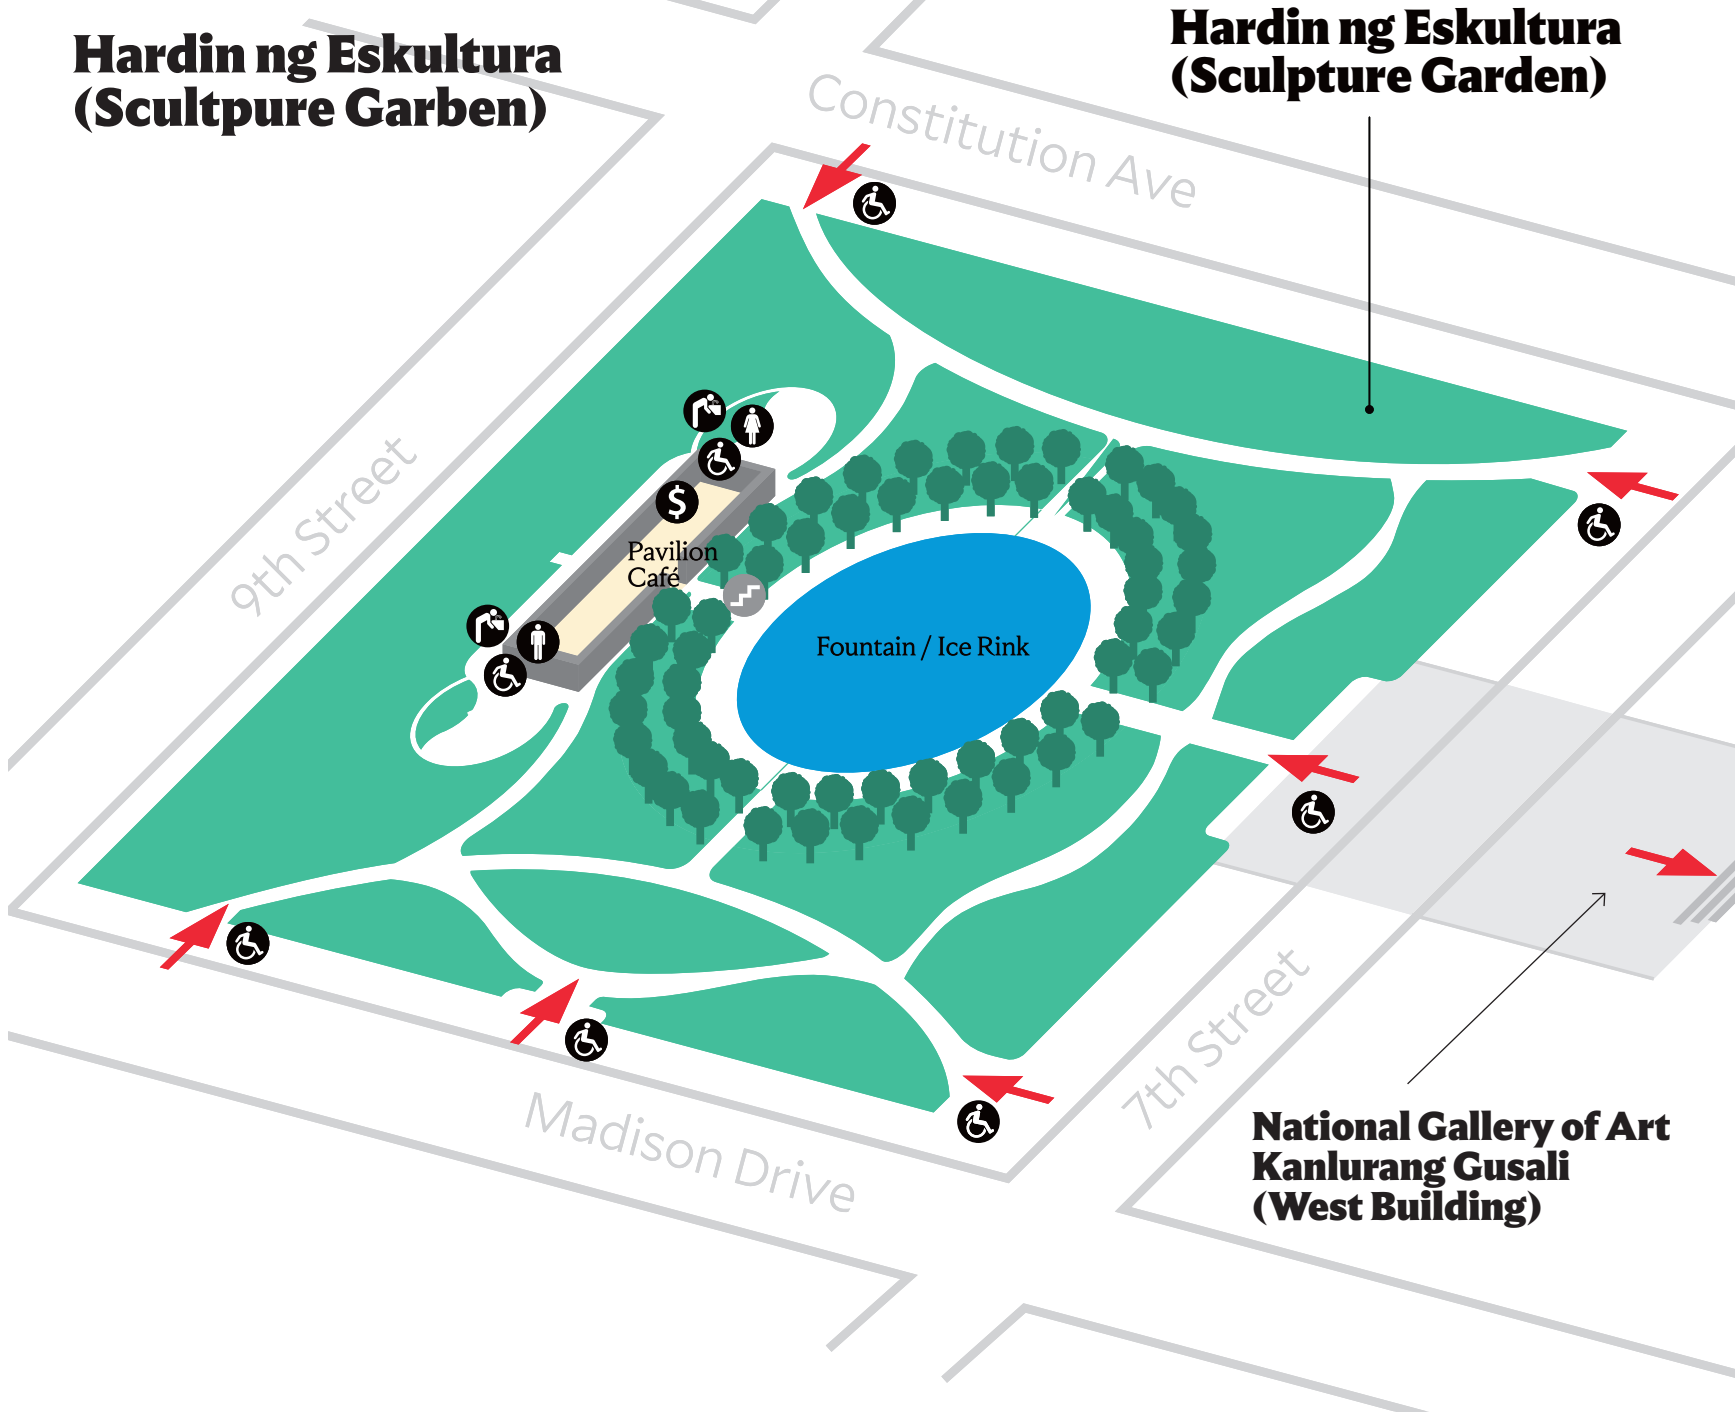 Hardin ng Eskultura
(Scultpure Garben)
Hardin ng Eskultura
(Sculpture Garden)
Constitution Ave
9th Street
$
Pavilion
Café
Fountain / Ice Rink
7th Street
Madison Drive
National Gallery of Art
Kanlurang Gusali
(West Building)